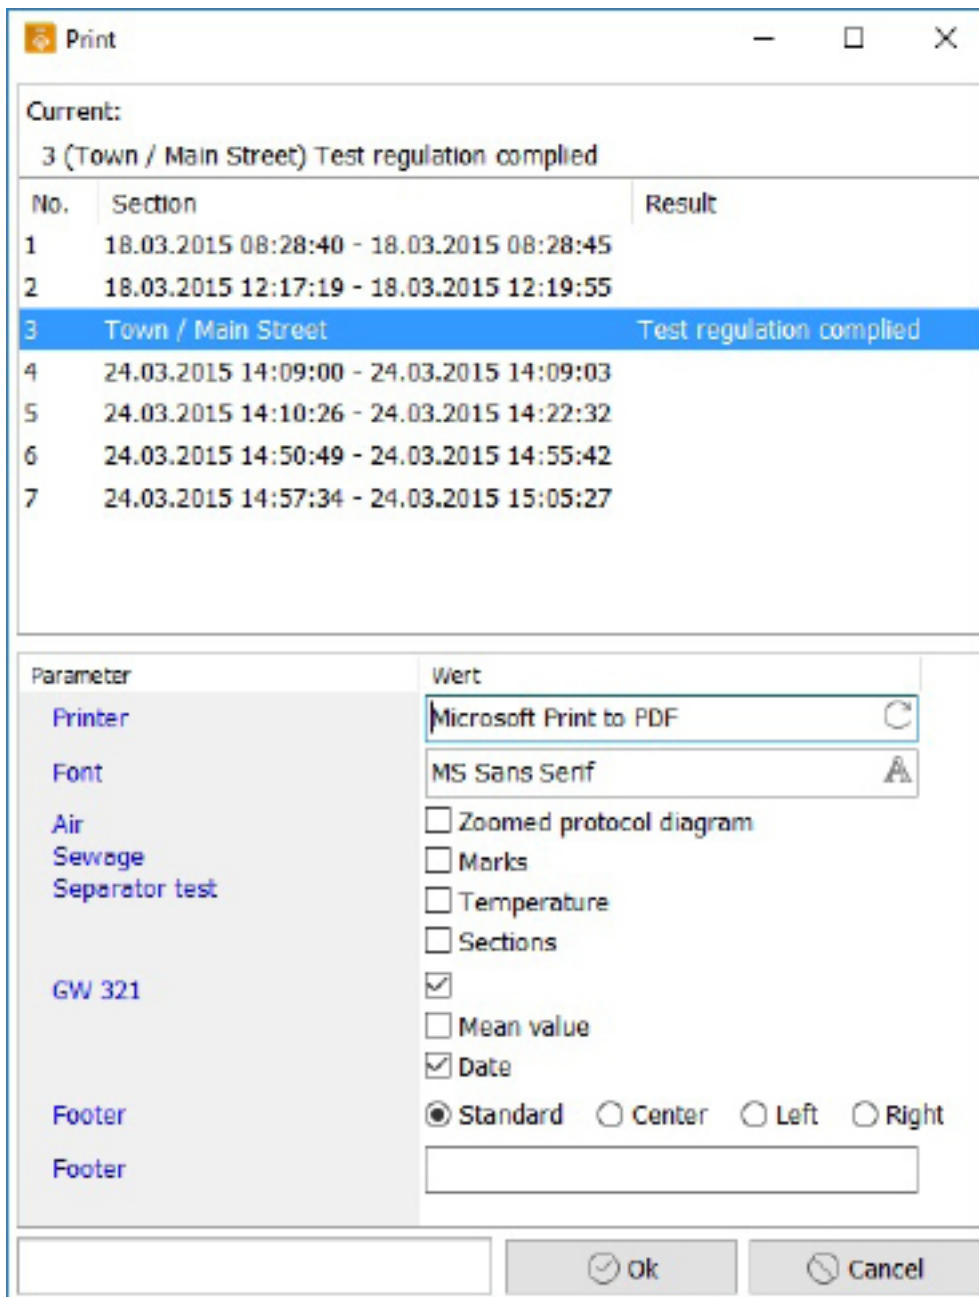 Print
Current:
3 (Town / Main Street) Test regulation complied
No. Section Result
1 18.03.2015 08:28:40 - 18.03.2015 08:28:45
2 18.03.2015 12:17:19 - 18.03.2015 12:19:55
3 Town / Main Street Test regulation complied
4 24.03.2015 14:09:00 - 24.03.2015 14:09:03
5 24.03.2015 14:10:26 - 24.03.2015 14:22:32
6 24.03.2015 14:50:49 - 24.03.2015 14:55:42
7 24.03.2015 14:57:34 - 24.03.2015 15:05:27
Parameter Wert
Printer Microsoft Print to PDF
Font MS Sans Serif
Air Zoomed protocol diagram
Sewage Marks
Separator test Temperature
Sections
GW 321
Mean value
Date
Footer Standard Center Left Right
Footer
Ok Cancel